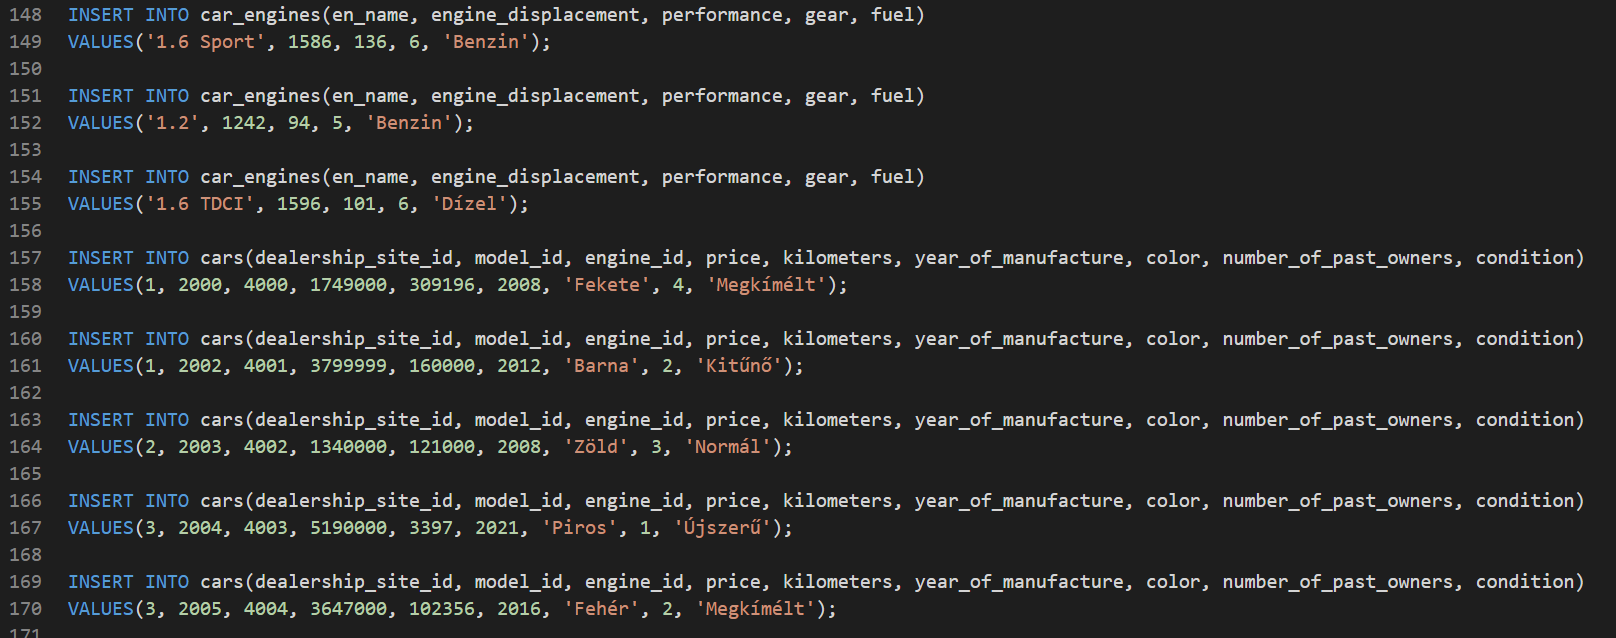 148 INSERT INTO car_engines(en_name, engine_displacement, performance, gear, fuel)
149 VALUES('1.6 Sport', 1586, 136, 6, 'Benzin');
150
151 INSERT INTO car_engines(en_name, engine_displacement, performance, gear, fuel)
152 VALUES('1.2', 1242, 94, 5, 'Benzin');
153
154 INSERT INTO car_engines(en_name, engine_displacement, performance, gear, fuel)
155 VALUES('1.6 TDCI', 1596, 101, 6, 'Dízel');
156
157 INSERT INTO cars(dealership_site_id, model_id, engine_id, price, kilometers, year_of_manufacture, color, number_of_past_owners, condition)
158 VALUES(1, 2000, 4000, 1749000, 309196, 2008, 'Fekete', 4, 'Megkímélt');
159
160 INSERT INTO cars(dealership_site_id, model_id, engine_id, price, kilometers, year_of_manufacture, color, number_of_past_owners, condition)
161 VALUES(1, 2002, 4001, 3799999, 160000, 2012, 'Barna', 2, 'Kitűnő');
162
163 INSERT INTO cars(dealership_site_id, model_id, engine_id, price, kilometers, year_of_manufacture, color, number_of_past_owners, condition)
164 VALUES(2, 2003, 4002, 1340000, 121000, 2008, 'Zöld', 3, 'Normál');
165
166 INSERT INTO cars(dealership_site_id, model_id, engine_id, price, kilometers, year_of_manufacture, color, number_of_past_owners, condition)
167 VALUES(3, 2004, 4003, 5190000, 3397, 2021, 'Piros', 1, 'Újszerű');
168
169 INSERT INTO cars(dealership_site_id, model_id, engine_id, price, kilometers, year_of_manufacture, color, number_of_past_owners, condition)
170 VALUES(3, 2005, 4004, 3647000, 102356, 2016, 'Fehér', 2, 'Megkímélt');
171